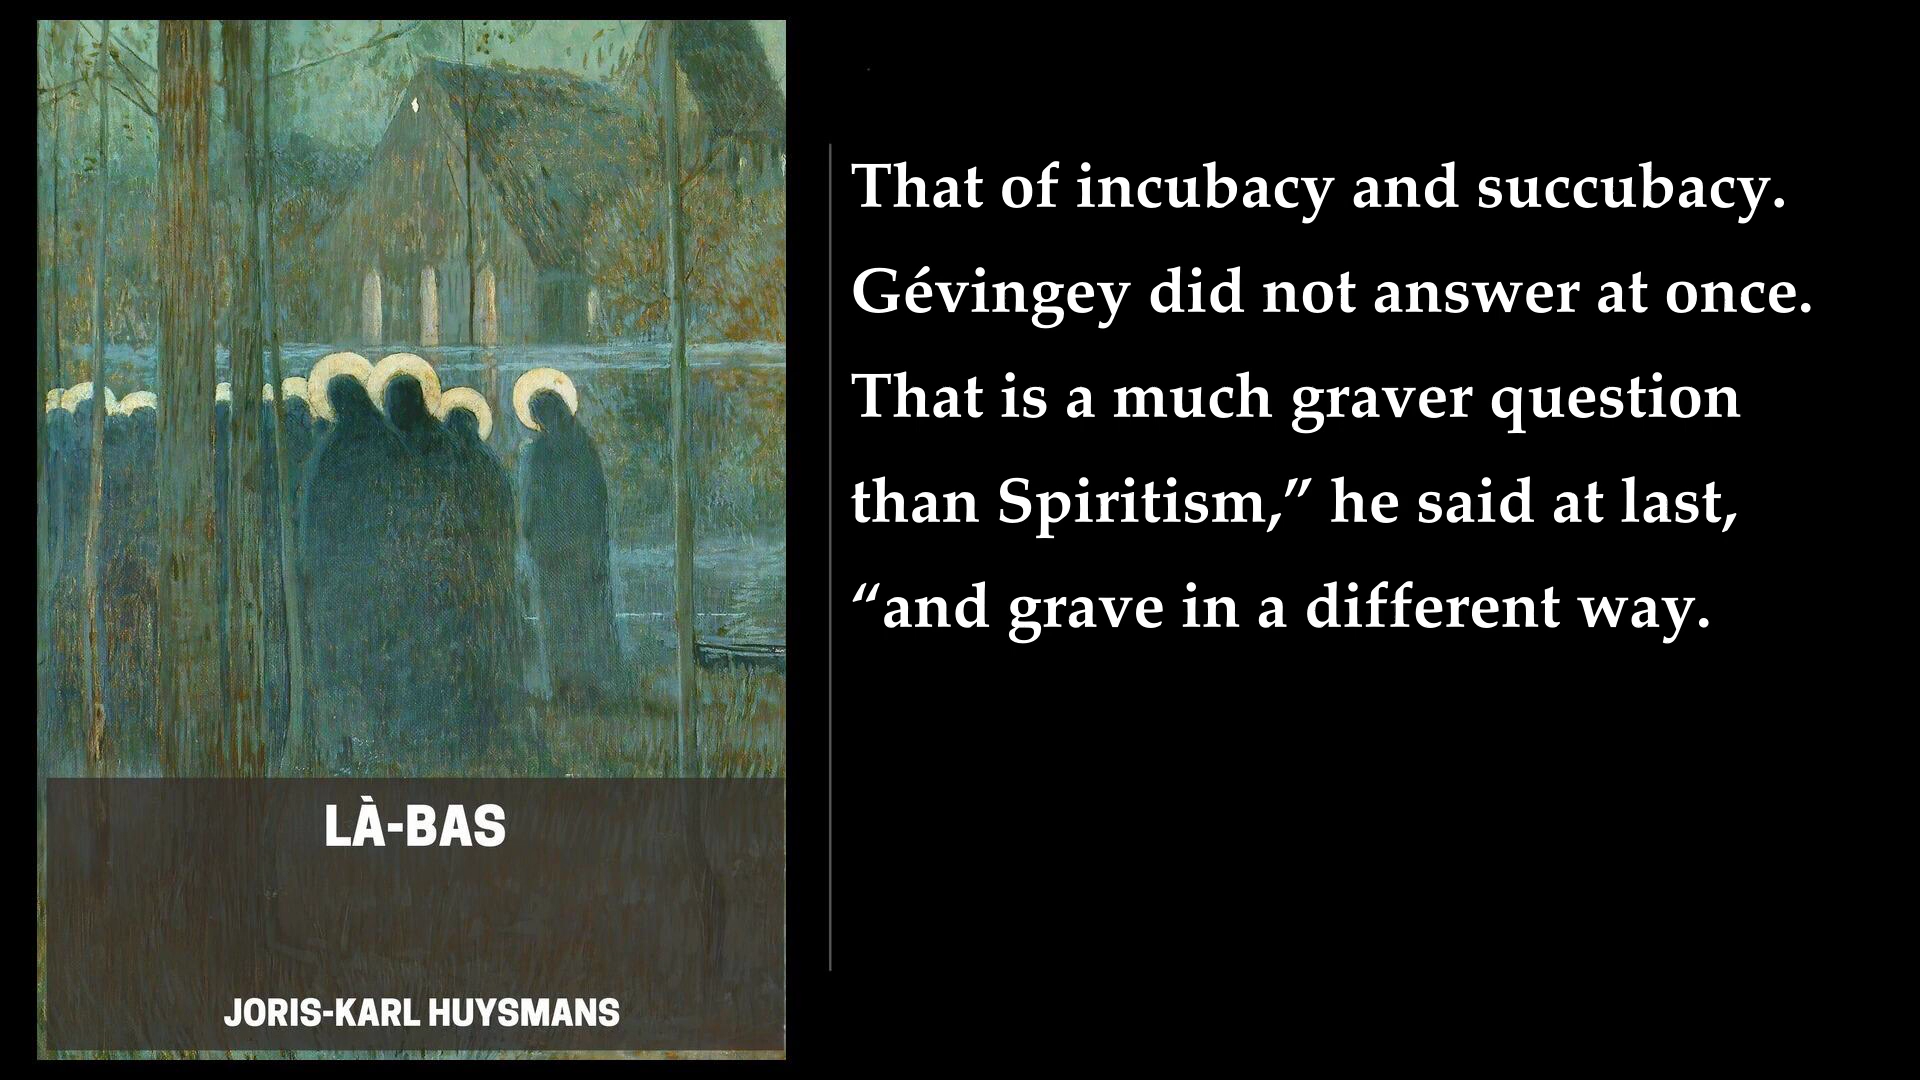 LÀ-BAS
JORIS-KARL HUYSMANS
That of incubacy and succubacy.
Gévingey did not answer at once.
That is a much graver question
than Spiritism,” he said at last,
“and grave in a different way.